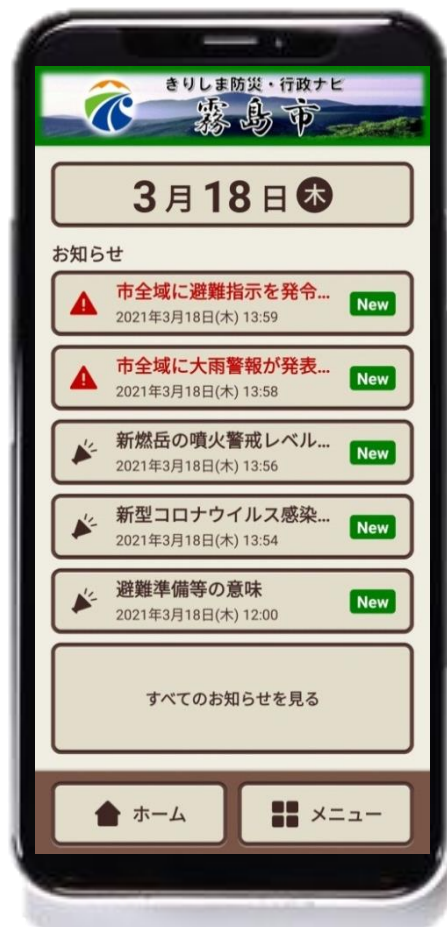 きりしま防災・行政ナビ
霧島市
3月18日木
お知らせ
市全域に避難指示を発令...
2021年3月18日(木) 13:59
New
市全域に大雨警報が発表...
2021年3月18日(木) 13:58
New
新燃岳の噴火警戒レベル...
2021年3月18日(木) 13:56
New
新型コロナウイルス感染...
2021年3月18日(木) 13:54
New
避難準備等の意味
2021年3月18日(木) 12:00
New
すべてのお知らせを見る
ホーム
メニュー